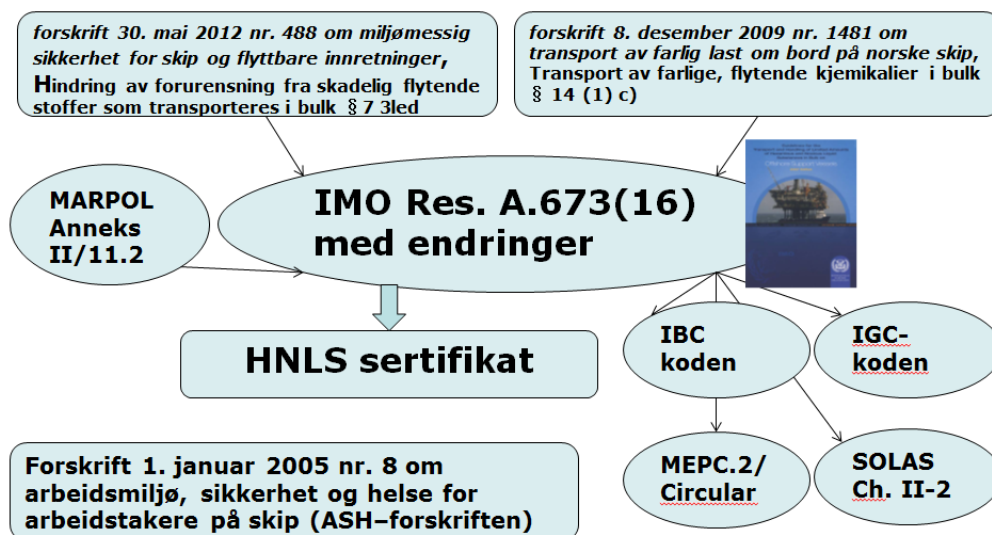 forskrift 30. mai 2012 nr. 488 om miljømessig
sikkerhet for skip og flyttbare innretninger,
Hindring av forurensning fra skadelig flytende
stoffer som transporteres i bulk § 7 3led
forskrift 8. desember 2009 nr. 1481 om
transport av farlig last om bord på norske skip,
Transport av farlige, flytende kjemikalier i bulk
§ 14 (1) c)
MARPOL
Anneks
II/11.2
IMO Res. A.673(16)
med endringer
HNLS sertifikat
IBC
koden
IGC-
koden
MEPC.2/
Circular
SOLAS
Ch. II-2
Forskrift 1. januar 2005 nr. 8 om
arbeidsmiljø, sikkerhet og helse for
arbeidstakere på skip (ASH–forskriften)